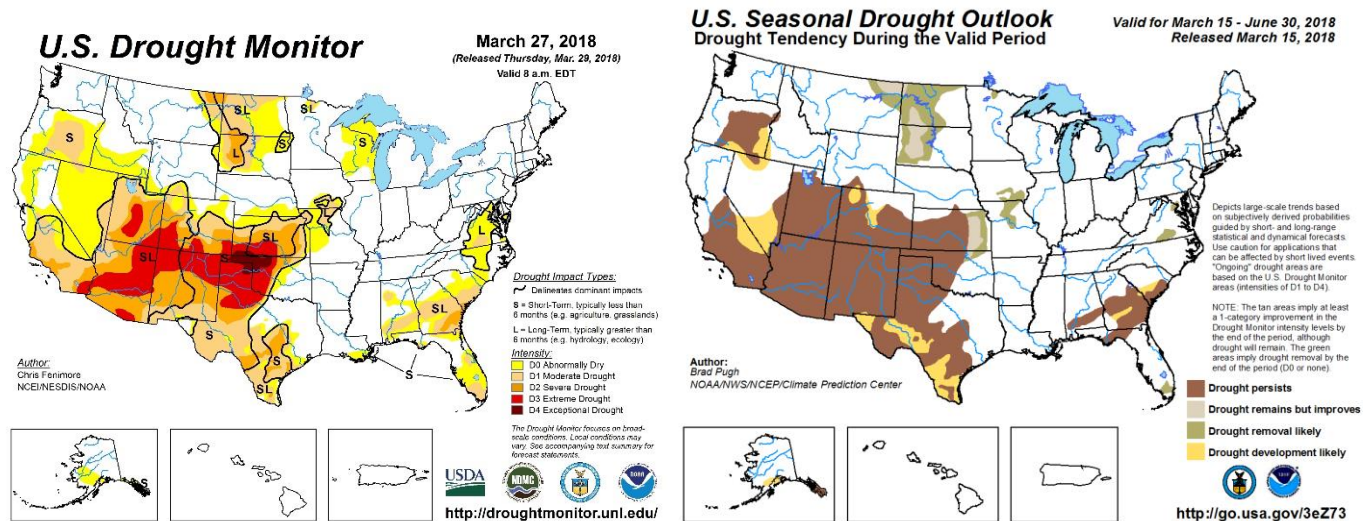 U.S. Drought Monitor
March 27, 2018
(Released Thursday, Mar. 29, 2018)
Valid 8 a.m. EDT
S
SL
SL
L
S
S
SL
S
SL
S
L
SL
S
S
SL
S
S
Drought Impact Types:
Delineates dominant impacts
S = Short-Term, typically less than
6 months (e.g. agriculture, grasslands)
L = Long-Term, typically greater than
6 months (e.g. hydrology, ecology)
Intensity:
D0 Abnormally Dry
D1 Moderate Drought
D2 Severe Drought
D3 Extreme Drought
D4 Exceptional Drought
Author:
Chris Fenimore
NCEI/NESDIS/NOAA
The Drought Monitor focuses on broad-
scale conditions. Local conditions may
vary. See accompanying text summary for
forecast statements.
USDA
NDMC
NOAA
http://droughtmonitor.unl.edu/
U.S. Seasonal Drought Outlook
Drought Tendency During the Valid Period
Valid for March 15 - June 30, 2018
Released March 15, 2018
Depicts large-scale trends based
on subjectively derived probabilities
guided by short- and long-range
statistical and dynamical forecasts.
Use caution for applications that
can be affected by short lived events.
"Ongoing" drought areas are
based on the U.S. Drought Monitor
areas (intensities of D1 to D4).
NOTE: The tan areas imply at least
a 1-category improvement in the
Drought Monitor intensity levels by
the end of the period, although
drought will remain. The green
areas imply drought removal by the
end of the period (D0 or none).
Author:
Brad Pugh
NOAA/NWS/NCEP/Climate Prediction Center
Drought persists
Drought remains but improves
Drought removal likely
Drought development likely
http://go.usa.gov/3eZ73